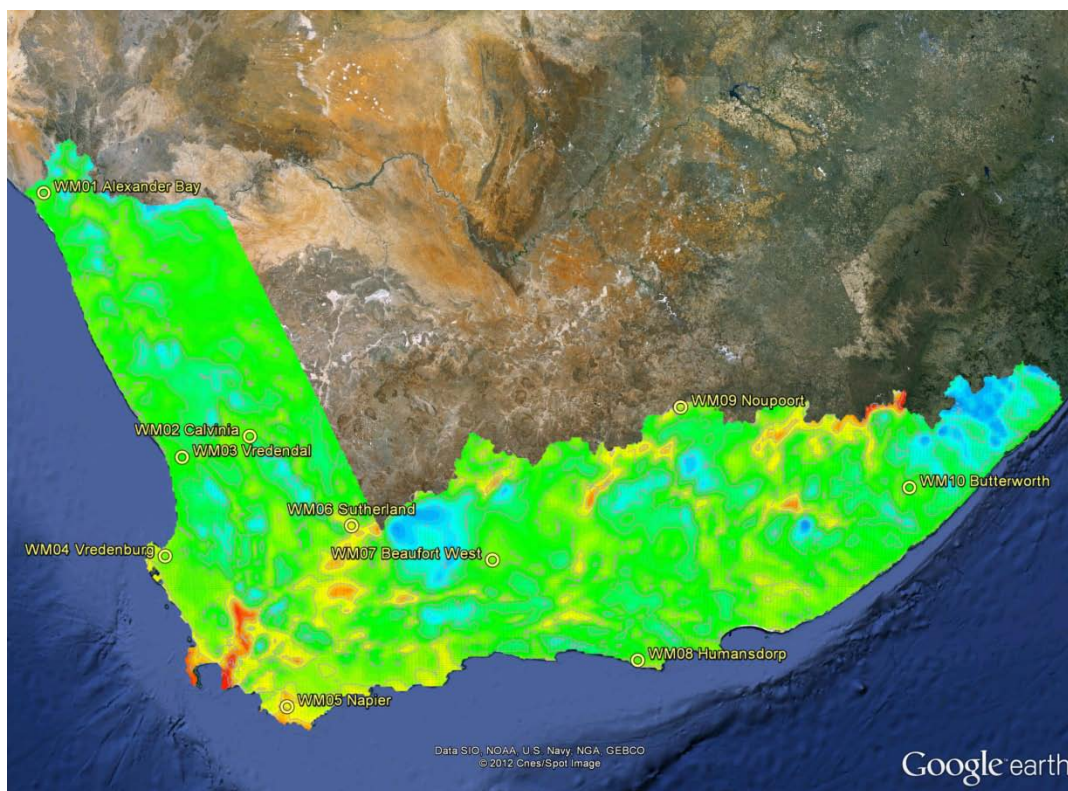 WM01 Alexander Bay
WM09 Noupoort
WM02 Calvinia
WM03 Vredendal
WM10 Butterworth
WM06 Sutherland
WM04 Vredenburg
WM07 Beaufort West
WM08 Humansdorp
WM05 Napier
Data SIO, NOAA, U.S. Navy, NGA, GEBCO
© 2012 Cnes/Spot Image
Google earth